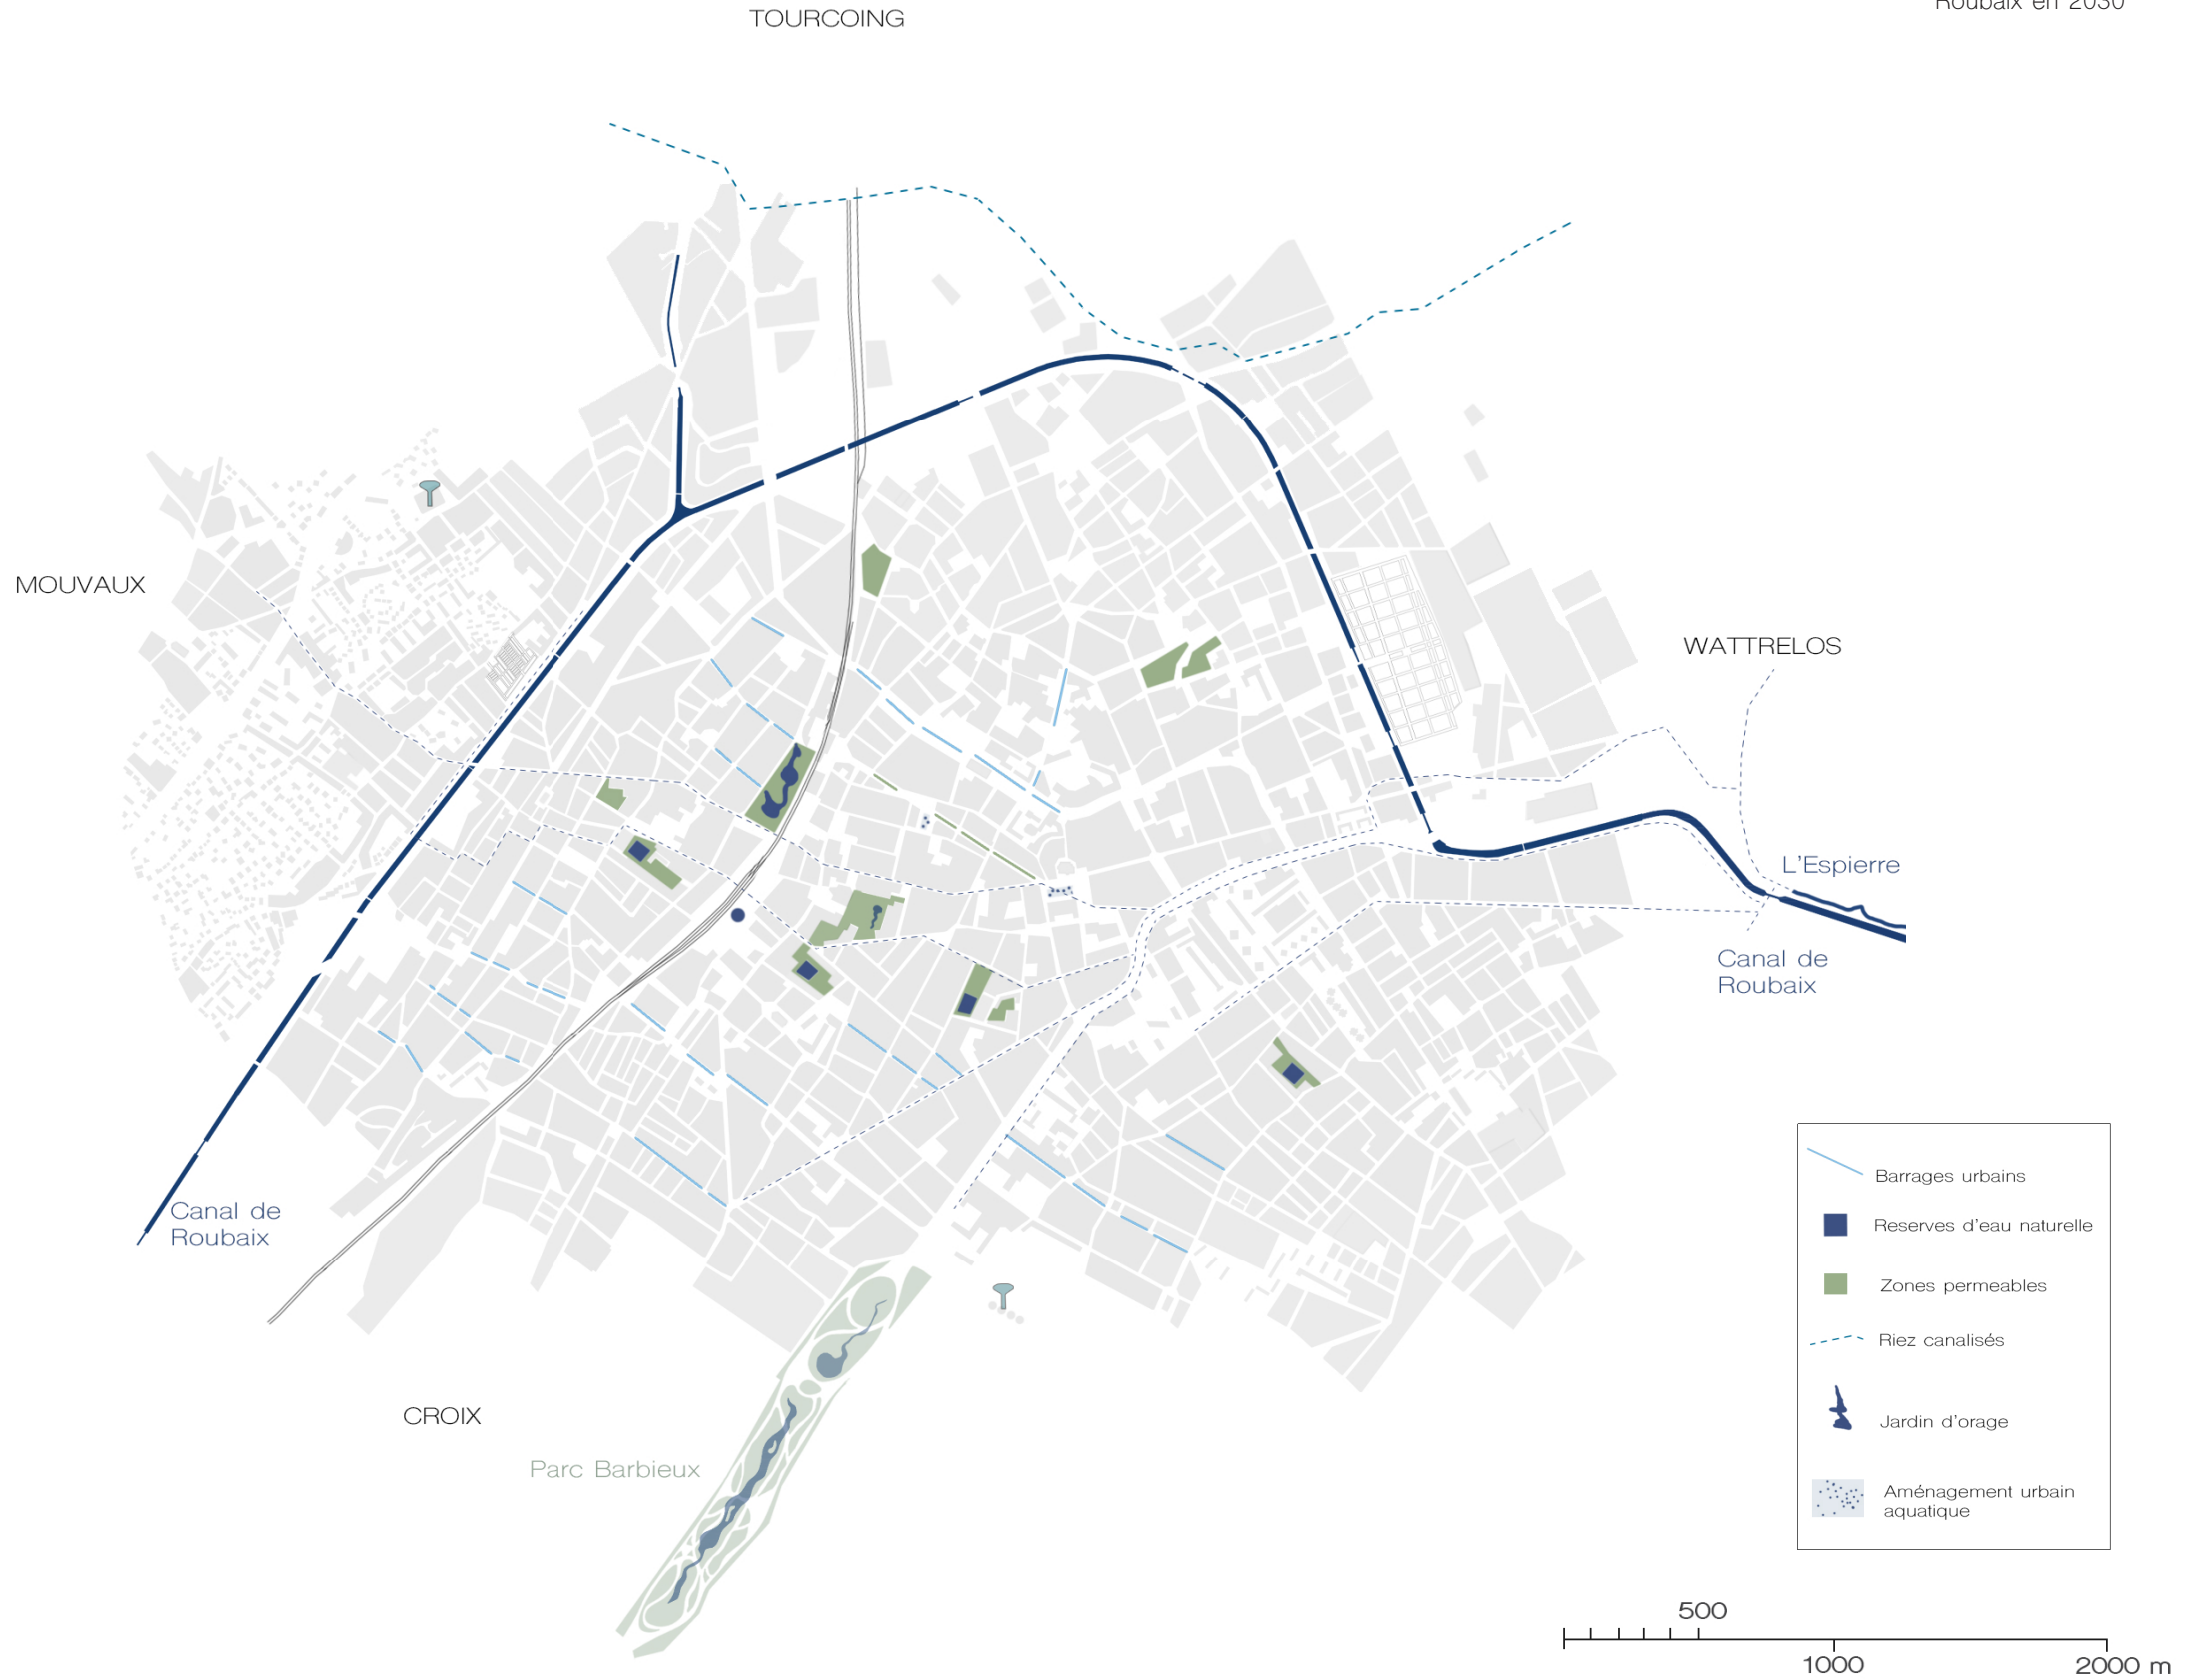 Roubaix en 2030
TOURCOING
MOUVAUX
WATTRELOS
L'Espierre
Canal de
Roubaix
Canal de
Roubaix
CROIX
Parc Barbieux
Barrages urbains
Reserves d'eau naturelle
Zones permeables
Riez canalisés
Jardin d'orage
Aménagement urbain
aquatique
500
1000
2000 m